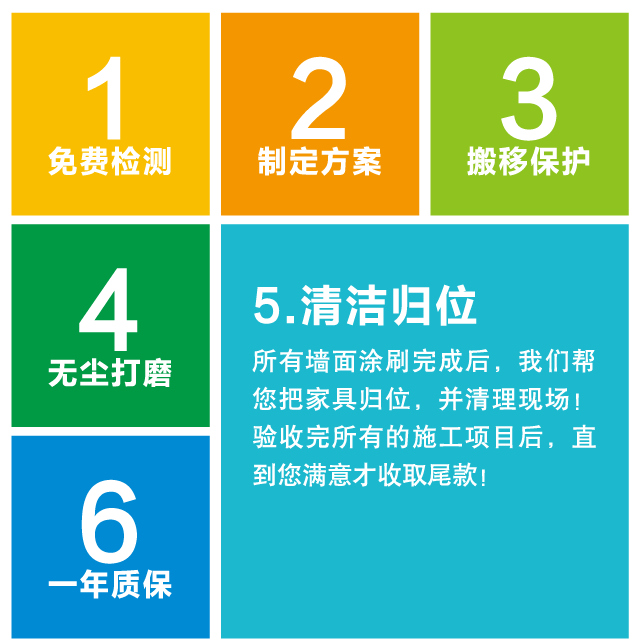 1
免费检测
2
制定方案
3
搬移保护
4
无尘打磨
5.清洁归位
所有墙面涂刷完成后，我们帮
您把家具归位，并清理现场！
验收完所有的施工项目后，直
到您满意才收取尾款！
6
一年质保